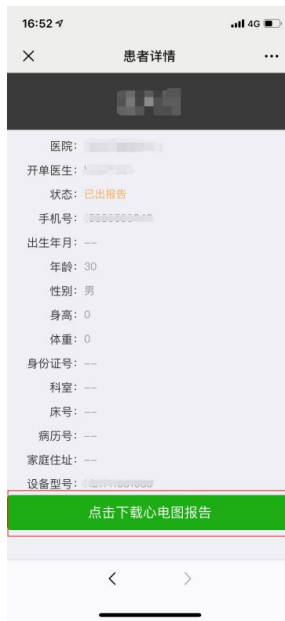 16:52
4G
患者详情
医院:
开单医生:
状态: 已出报告
手机号:
出生年月: --
年龄: 30
性别: 男
身高: 0
体重: 0
身份证号: --
科室: --
床号: --
病历号: --
家庭住址: --
设备型号:
点击下载心电图报告